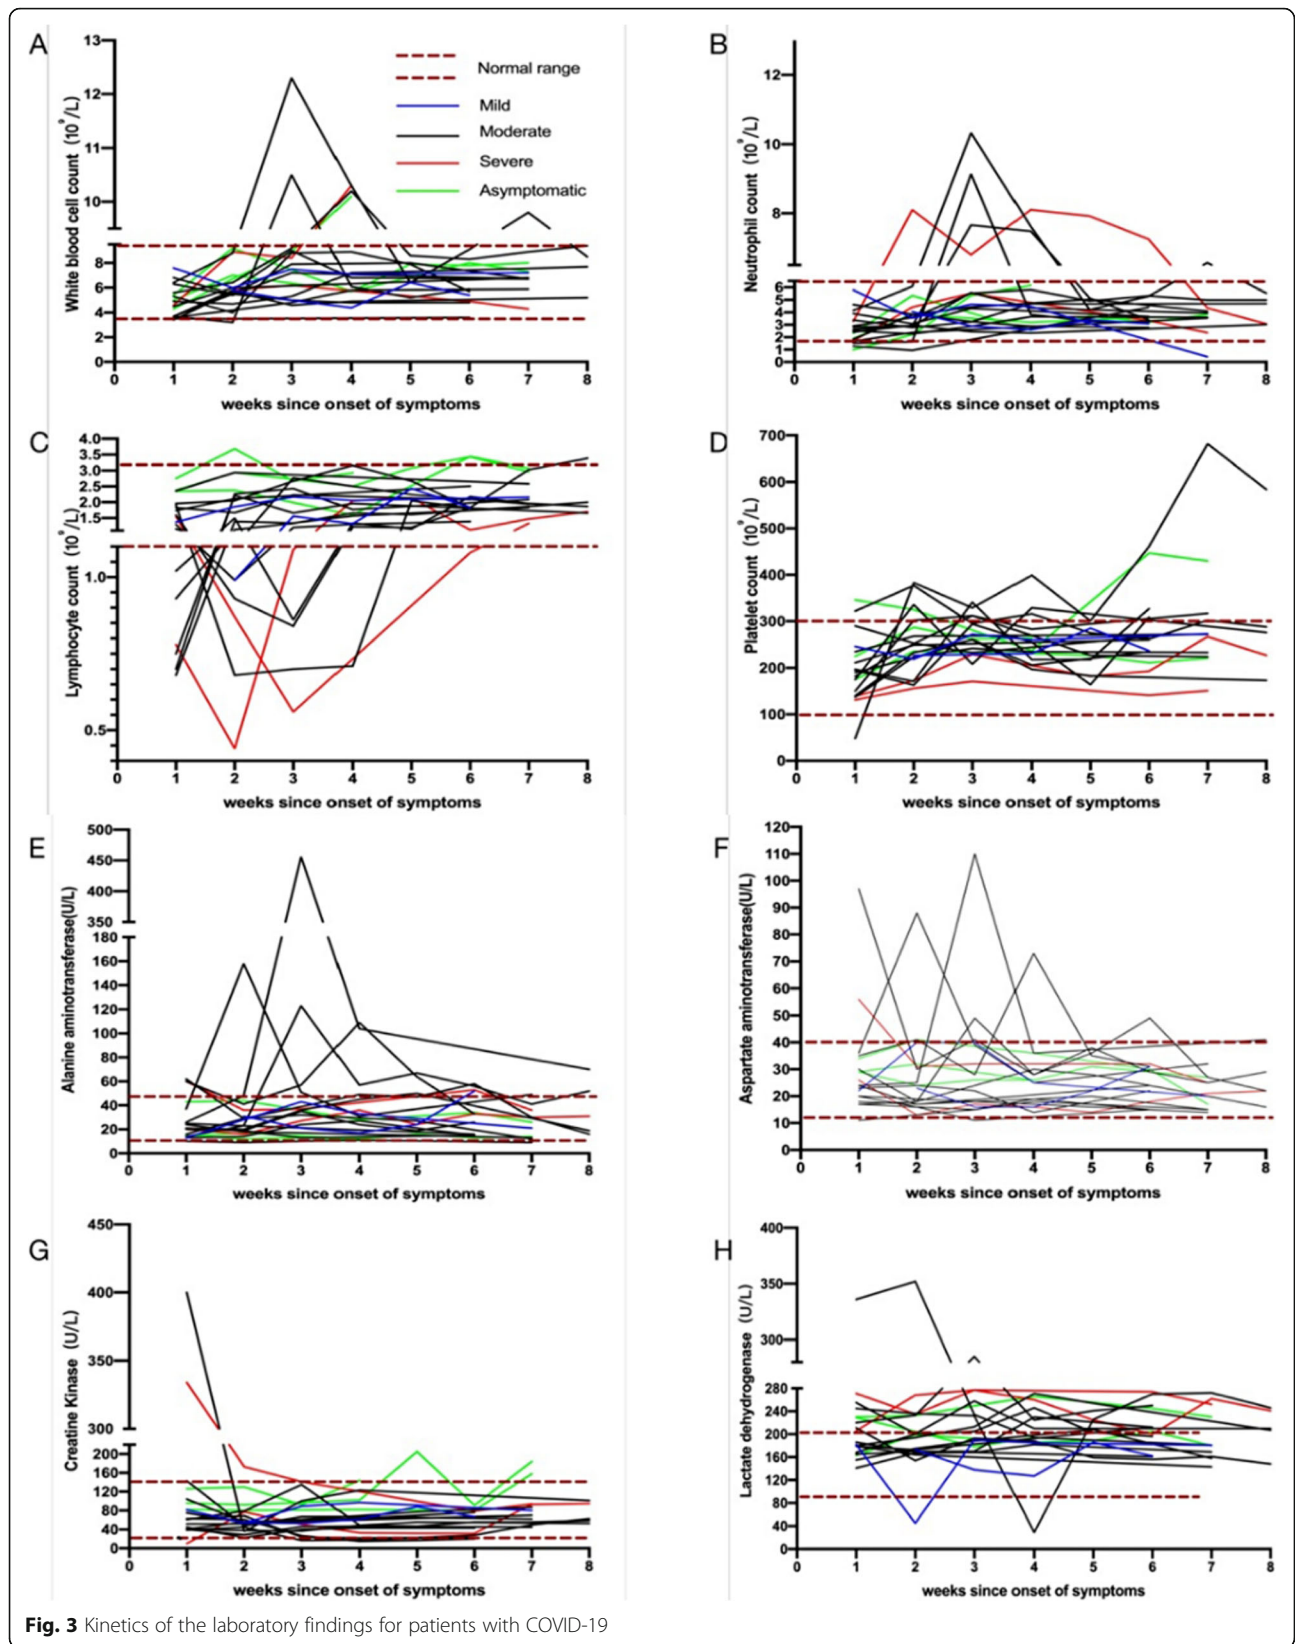 A
13
12
11
10
8
6
4
2
0
White blood cell count (10⁹/L)
Normal range
Mild
Moderate
Severe
Asymptomatic
0 1 2 3 4 5 6 7 8
weeks since onset of symptoms
B
12
10
8
6
5
4
3
2
1
0
Neutrophil count (10⁹/L)
0 1 2 3 4 5 6 7 8
weeks since onset of symptoms
C
4.0
3.5
3.0
2.5
2.0
1.5
1.0
0.5
Lymphocyte count (10⁹/L)
0 1 2 3 4 5 6 7 8
weeks since onset of symptoms
D
700
600
500
400
300
200
100
0
Platelet count (10⁹/L)
0 1 2 3 4 5 6 7 8
weeks since onset of symptoms
E
500
450
400
350
180
160
140
120
100
80
60
40
20
0
Alanine aminotransferase(U/L)
0 1 2 3 4 5 6 7 8
weeks since onset of symptoms
F
120
110
100
90
80
70
60
50
40
30
20
10
0
Aspartate aminotransferase(U/L)
0 1 2 3 4 5 6 7 8
weeks since onset of symptoms
G
450
400
350
300
200
160
120
80
40
0
Creatine Kinase (U/L)
0 1 2 3 4 5 6 7 8
weeks since onset of symptoms
H
400
350
300
280
240
200
160
120
80
40
0
Lactate dehydrogenase (U/L)
0 1 2 3 4 5 6 7 8
weeks since onset of symptoms
Fig. 3 Kinetics of the laboratory findings for patients with COVID-19